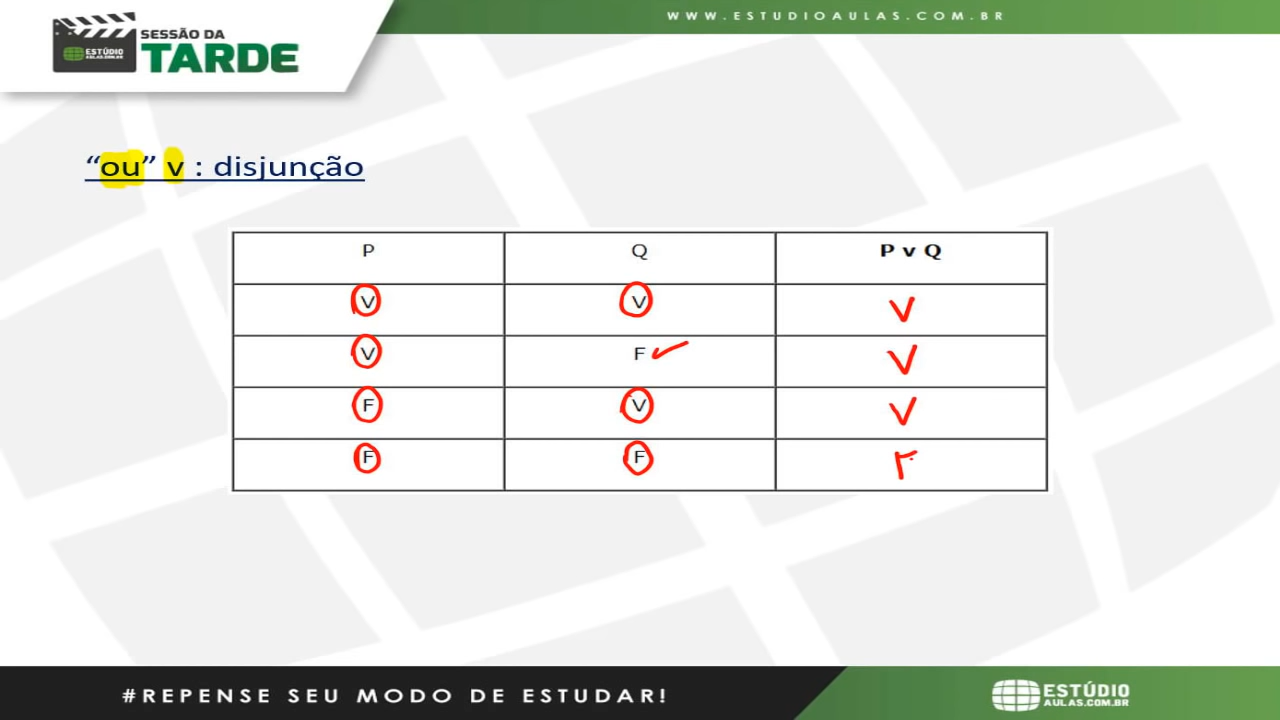 WWW.ESTUDIOAULAS.COM.BR
SESSÃO DA
TARDE
ESTÚDIO
AULAS.COM.BR
“ou” v : disjunção
P Q P v Q
V V V
V F V
F V V
F F F
#REPENSE SEU MODO DE ESTUDAR!
ESTÚDIO
AULAS.COM.BR